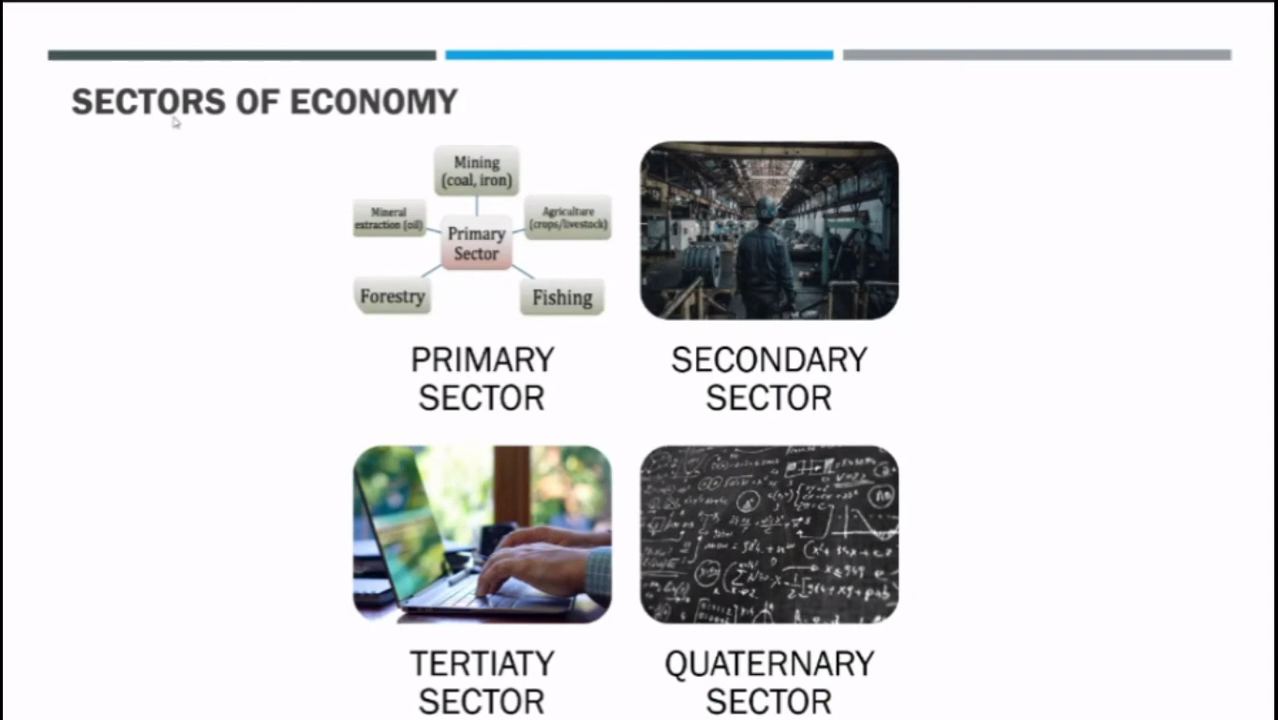 SECTORS OF ECONOMY
Mining
(coal, iron)
Mineral
extraction (oil)
Agriculture
(crops/livestock)
Primary
Sector
Forestry
Fishing
PRIMARY
SECTOR
SECONDARY
SECTOR
TERTIATY
SECTOR
QUATERNARY
SECTOR